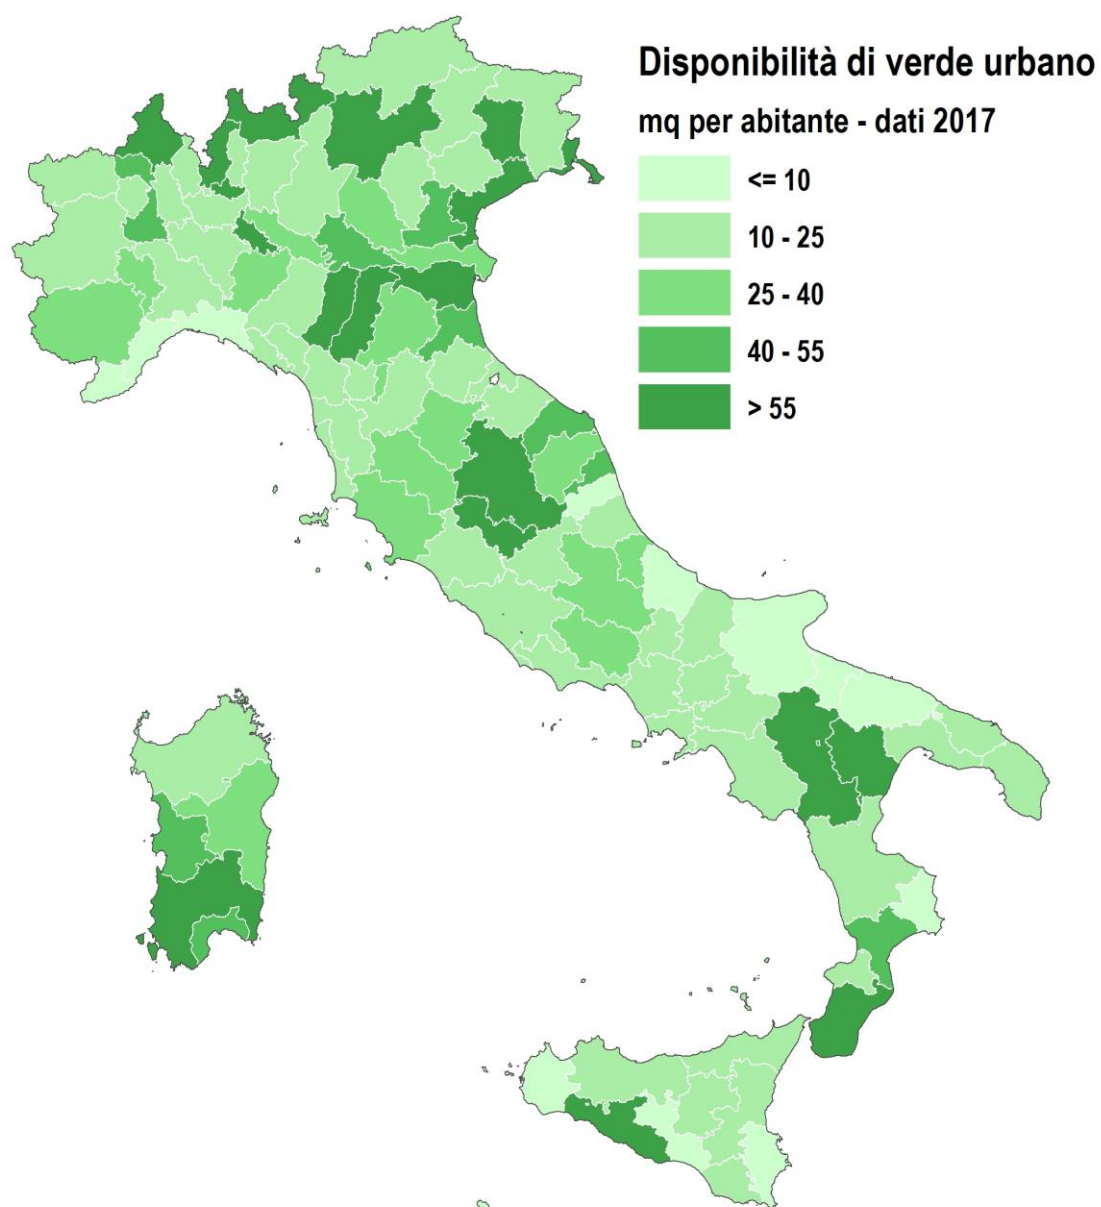 Disponibilità di verde urbano
mq per abitante - dati 2017
<= 10
10 - 25
25 - 40
40 - 55
> 55